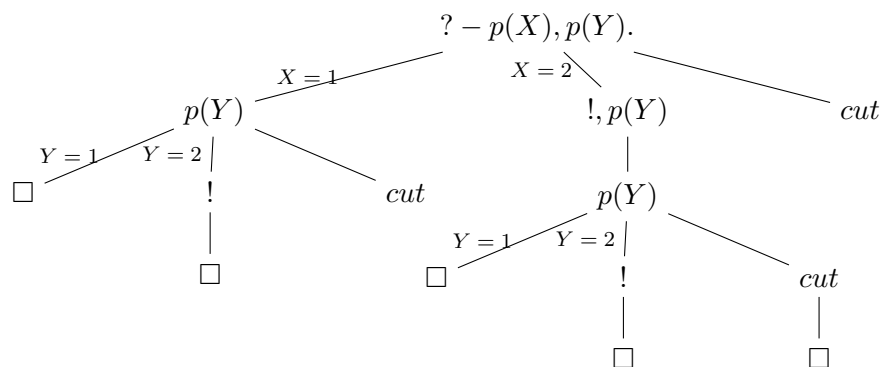 ? − p(X), p(Y).
X = 1
X = 2
p(Y)
!, p(Y)
cut
Y = 1
Y = 2
□
!
cut
p(Y)
Y = 1
Y = 2
□
□
!
cut
□
□